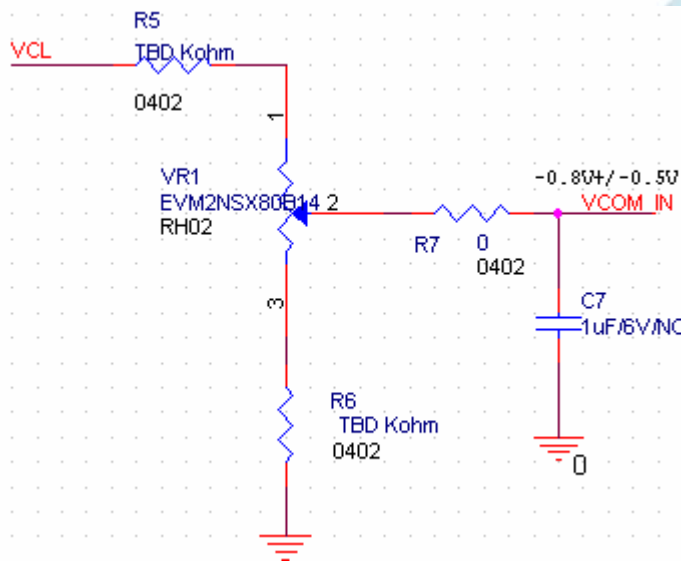 R5
VCL
TBD Kohm
0402
1
VR1
EVM2NSX80B14 2
RH02
-0.8V+/-0.5V
VCOM_IN
R7
0
0402
3
C7
1uF/6V/NC
R6
TBD Kohm
0402
0